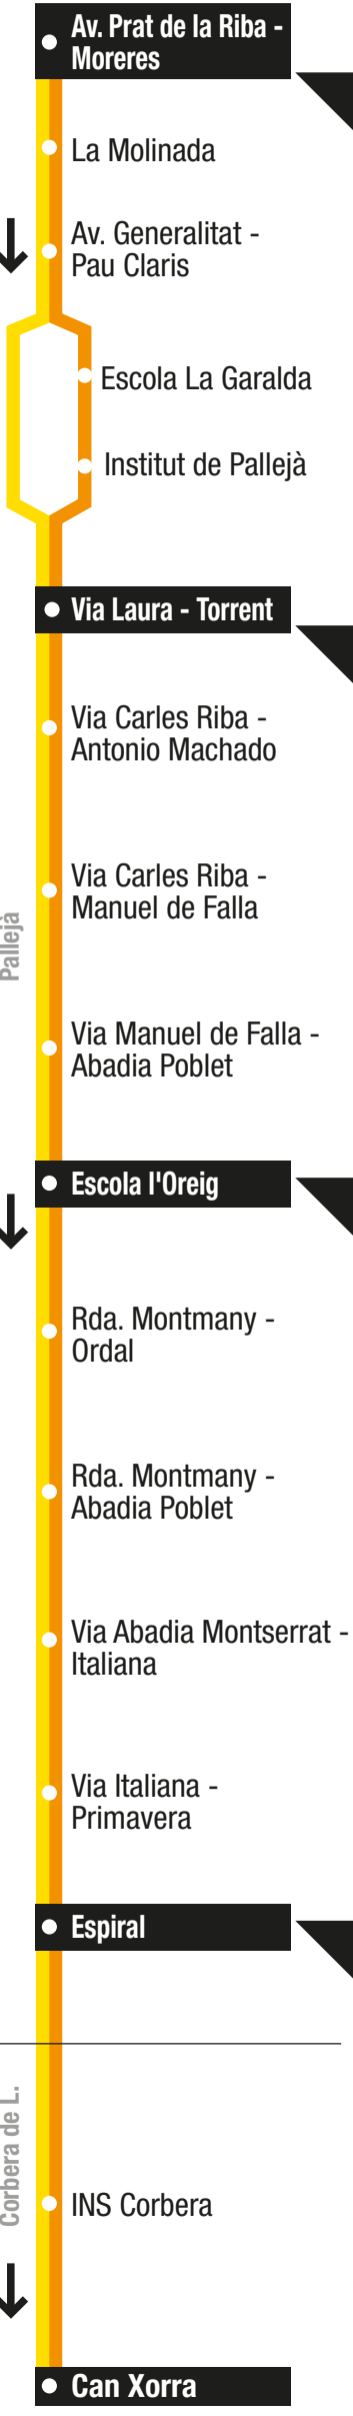 Av. Prat de la Riba -
Moreres
La Molinada
Av. Generalitat -
Pau Claris
Escola La Garalda
Institut de Pallejà
Via Laura - Torrent
Via Carles Riba -
Antonio Machado
Via Carles Riba -
Manuel de Falla
Pallejà
Via Manuel de Falla -
Abadia Poblet
Escola l'Oreig
Rda. Montmany -
Ordal
Rda. Montmany -
Abadia Poblet
Via Abadia Montserrat -
Italiana
Via Italiana -
Primavera
Espiral
Corbera de L.
INS Corbera
Can Xorra